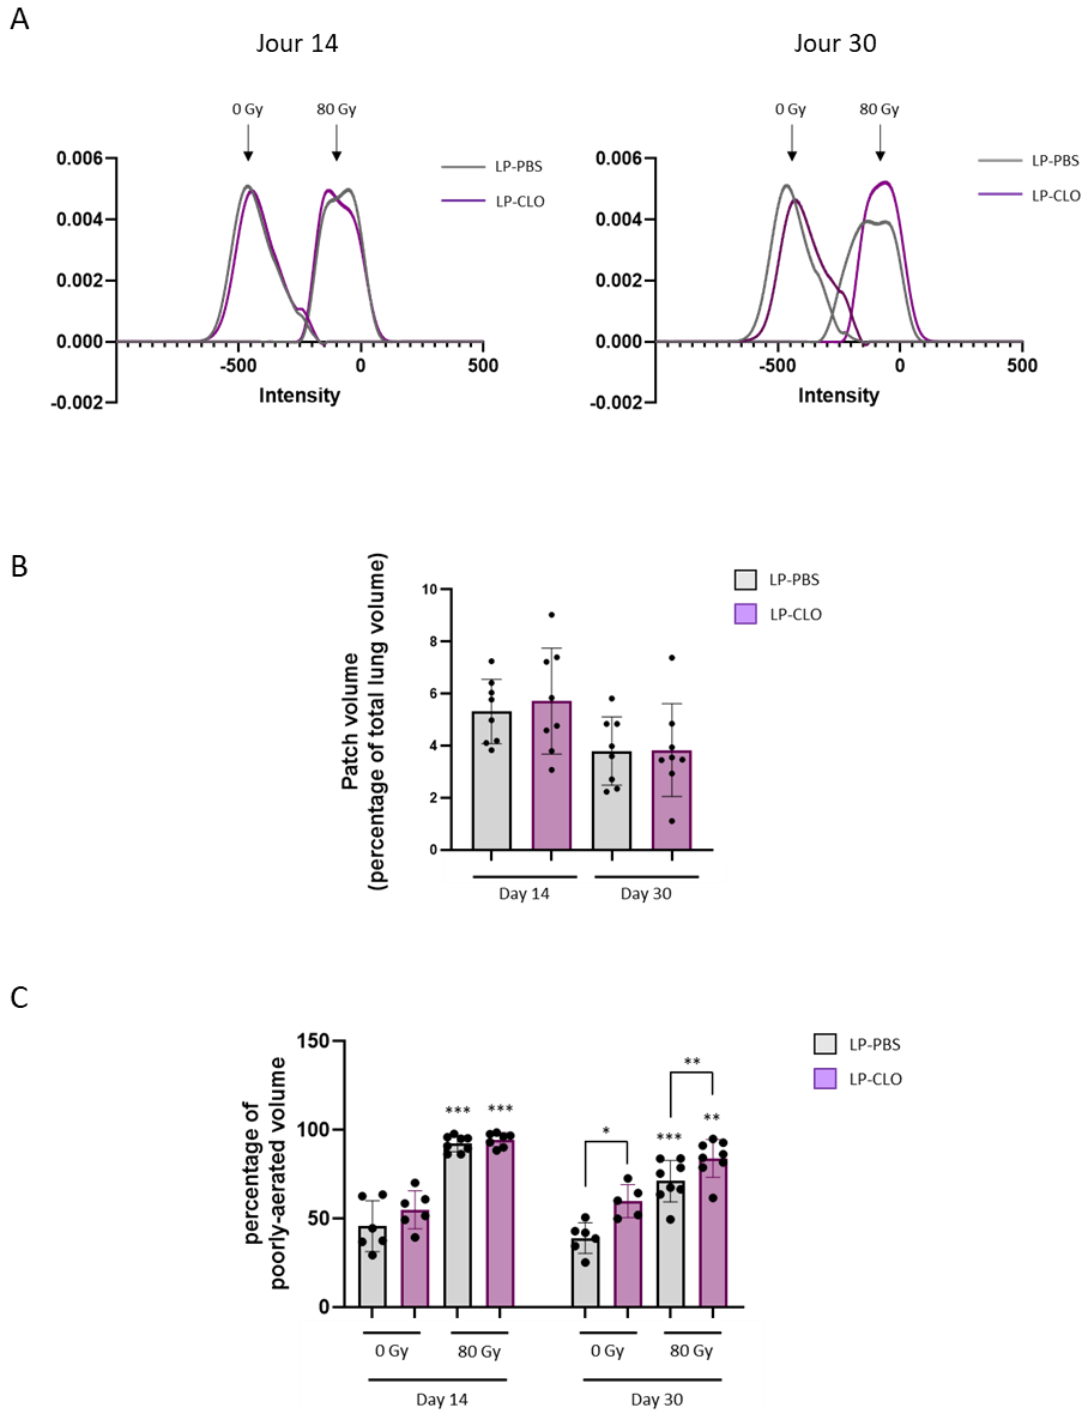 A
Jour 14
Jour 30
0 Gy
80 Gy
0 Gy
80 Gy
0.006
0.004
0.002
0.000
-0.002
-500
0
500
Intensity
LP-PBS
LP-CLO
0.006
0.004
0.002
0.000
-0.002
-500
0
500
Intensity
LP-PBS
LP-CLO
B
Patch volume
(percentage of total lung volume)
10
8
6
4
2
0
Day 14
Day 30
LP-PBS
LP-CLO
C
percentage of
poorly-aerated volume
150
100
50
0
***
***
*
***
**
**
0 Gy
80 Gy
0 Gy
80 Gy
Day 14
Day 30
LP-PBS
LP-CLO